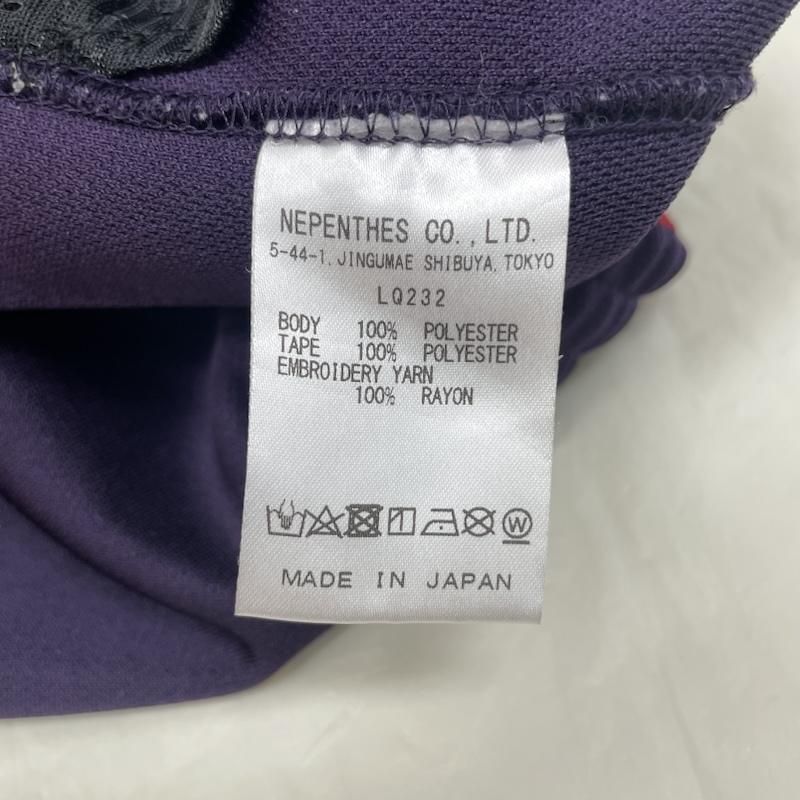 NEPENTHES CO.,LTD.
5-44-1, JINGUMAE SHIBUYA, TOKYO
LQ232
BODY 100% POLYESTER
TAPE 100% POLYESTER
EMBROIDERY YARN
100% RAYON
W
MADE IN JAPAN